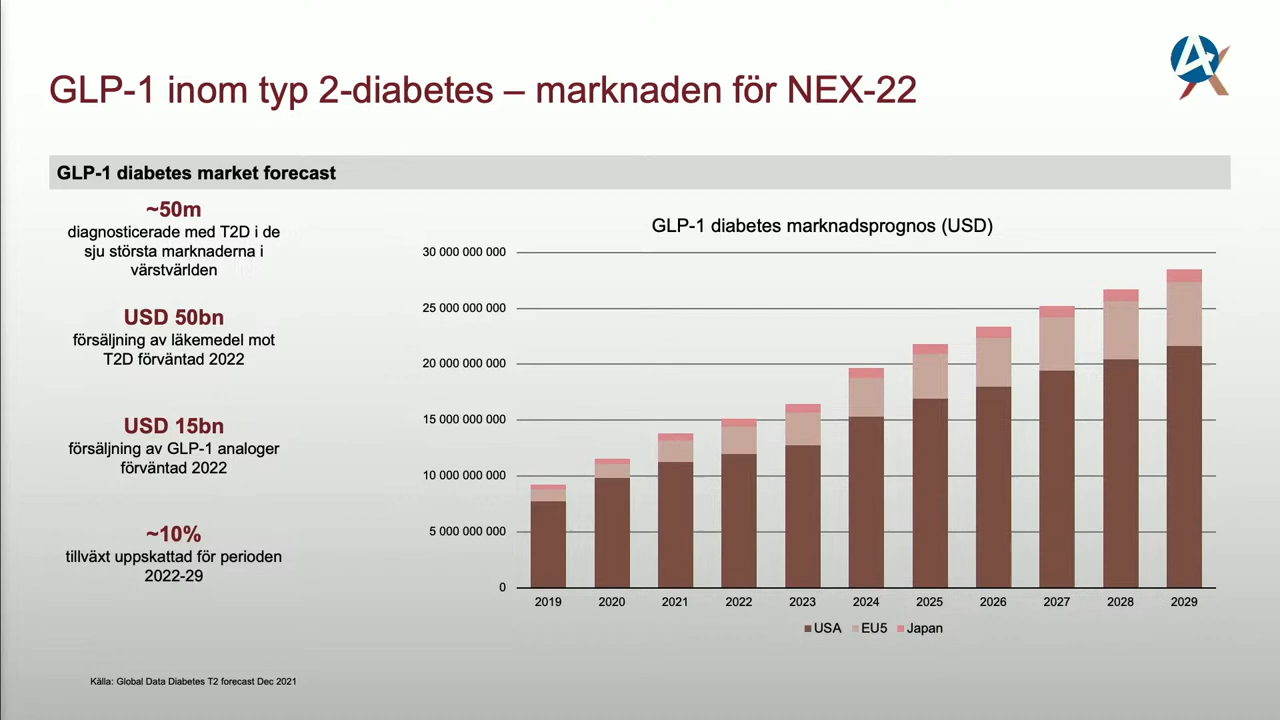 GLP-1 inom typ 2-diabetes – marknaden för NEX-22
GLP-1 diabetes market forecast
~50m
diagnosticerade med T2D i de
sju största marknaderna i
värstvärlden
USD 50bn
försäljning av läkemedel mot
T2D förväntad 2022
USD 15bn
försäljning av GLP-1 analoger
förväntad 2022
~10%
tillväxt uppskattad för perioden
2022-29
GLP-1 diabetes marknadsprognos (USD)
30 000 000 000
25 000 000 000
20 000 000 000
15 000 000 000
10 000 000 000
5 000 000 000
0
2019 2020 2021 2022 2023 2024 2025 2026 2027 2028 2029
USA EU5 Japan
Källa: Global Data Diabetes T2 forecast Dec 2021